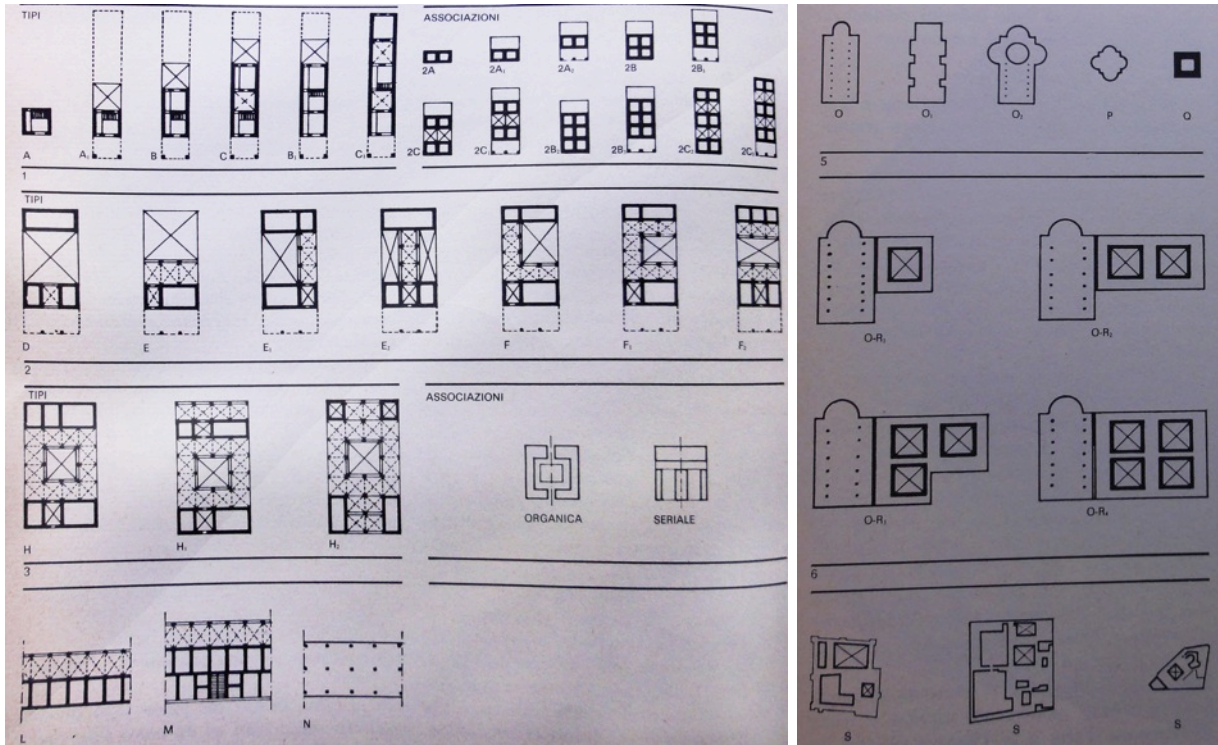 TIPI
ASSOCIAZIONI
2A
2A₁
2A₂
2B
2B₁
A
A₁
B
C
B₁
C₁
2C
2C₁
2B₂
2B₃
2C₂
2C₃
1
TIPI
D
E
E₁
E₂
F
F₁
F₂
2
TIPI
ASSOCIAZIONI
ORGANICA
SERIALE
H
H₁
H₂
3
L
M
N
O
O₁
O₂
P
Q
5
O-R₁
O-R₂
O-R₃
O-R₄
6
S
S
S